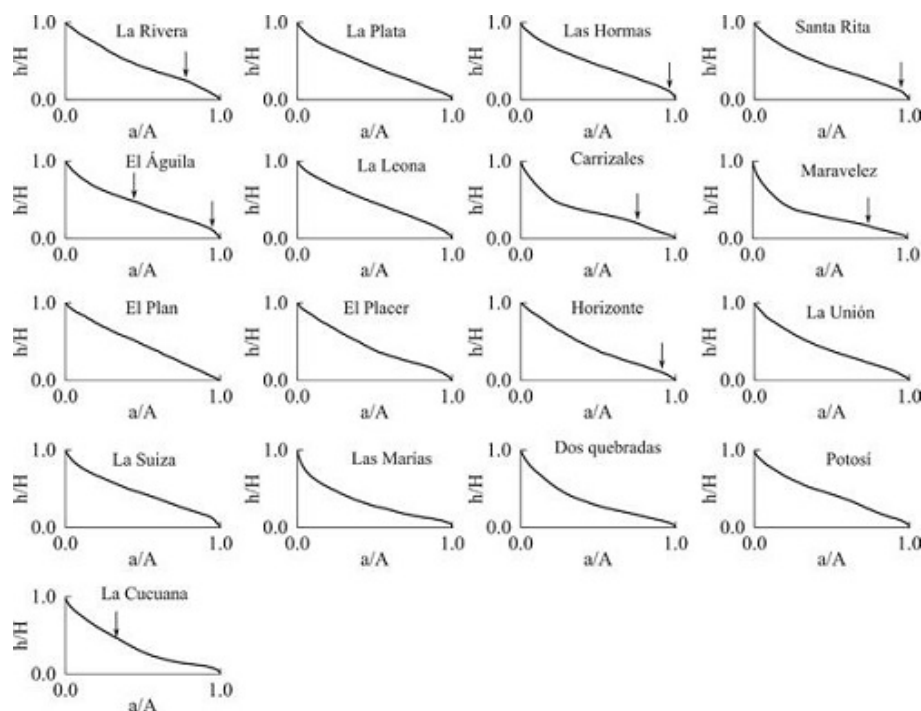 La Rivera
h/H
1.0
0.0
0.0
1.0
a/A
La Plata
h/H
1.0
0.0
0.0
1.0
a/A
Las Hormas
h/H
1.0
0.0
0.0
1.0
a/A
Santa Rita
h/H
1.0
0.0
0.0
1.0
a/A
El Águila
h/H
1.0
0.0
0.0
1.0
a/A
La Leona
h/H
1.0
0.0
0.0
1.0
a/A
Carrizales
h/H
1.0
0.0
0.0
1.0
a/A
Maravelez
h/H
1.0
0.0
0.0
1.0
a/A
El Plan
h/H
1.0
0.0
0.0
1.0
a/A
El Placer
h/H
1.0
0.0
0.0
1.0
a/A
Horizonte
h/H
1.0
0.0
0.0
1.0
a/A
La Unión
h/H
1.0
0.0
0.0
1.0
a/A
La Suiza
h/H
1.0
0.0
0.0
1.0
a/A
Las Marías
h/H
1.0
0.0
0.0
1.0
a/A
Dos quebradas
h/H
1.0
0.0
0.0
1.0
a/A
Potosí
h/H
1.0
0.0
0.0
1.0
a/A
La Cucuana
h/H
1.0
0.0
0.0
1.0
a/A